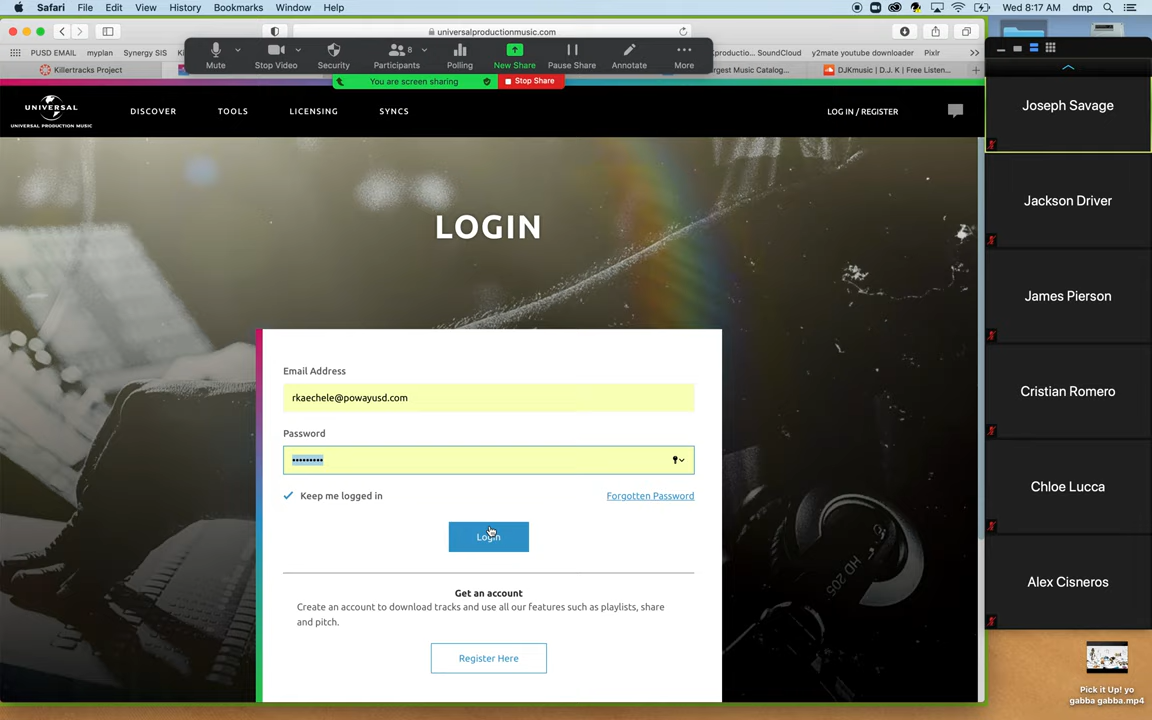 Safari File Edit View History Bookmarks Window Help
Wed 8:17 AM dmp
universalproductionmusic.com
PUSD EMAIL myplan Synergy SIS
SoundCloud y2mate youtube downloader Pixlr
Mute Stop Video Security Participants 8 Polling New Share Pause Share Annotate More
Killertracks Project
DJKmusic | D.J. K | Free Listen...
You are screen sharing Stop Share
UNIVERSAL
UNIVERSAL PRODUCTION MUSIC
DISCOVER TOOLS LICENSING SYNCS LOG IN / REGISTER
LOGIN
Email Address
rkaechele@powayusd.com
Password
•••••••••
Keep me logged in Forgotten Password
Login
Get an account
Create an account to download tracks and use all our features such as playlists, share
and pitch.
Register Here
Joseph Savage
Jackson Driver
James Pierson
Cristian Romero
Chloe Lucca
Alex Cisneros
Pick it Up! yo
gabba gabba.mp4